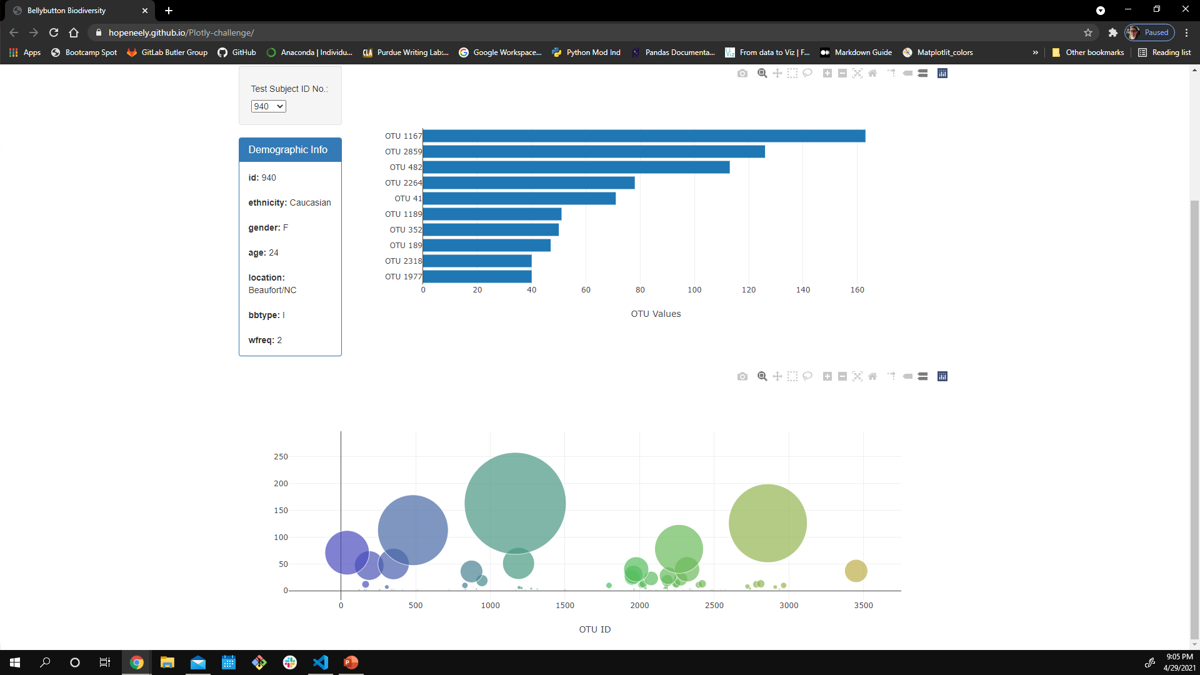 Bellybutton Biodiversity
hopeneely.github.io/Plotly-challenge/
Paused
Apps
Bootcamp Spot
GitLab Butler Group
GitHub
Anaconda | Individu...
Purdue Writing Lab:...
Google Workspace...
Python Mod Ind
Pandas Documenta...
From data to Viz | F...
Markdown Guide
Matplotlit_colors
»
Other bookmarks
Reading list
Test Subject ID No.:
940
Demographic Info
id: 940
ethnicity: Caucasian
gender: F
age: 24
location:
Beaufort/NC
bbtype: I
wfreq: 2
OTU 1167
OTU 2859
OTU 482
OTU 2264
OTU 41
OTU 1189
OTU 352
OTU 189
OTU 2318
OTU 1977
0 20 40 60 80 100 120 140 160
OTU Values
250
200
150
100
50
0
0 500 1000 1500 2000 2500 3000 3500
OTU ID
9:05 PM
4/29/2021